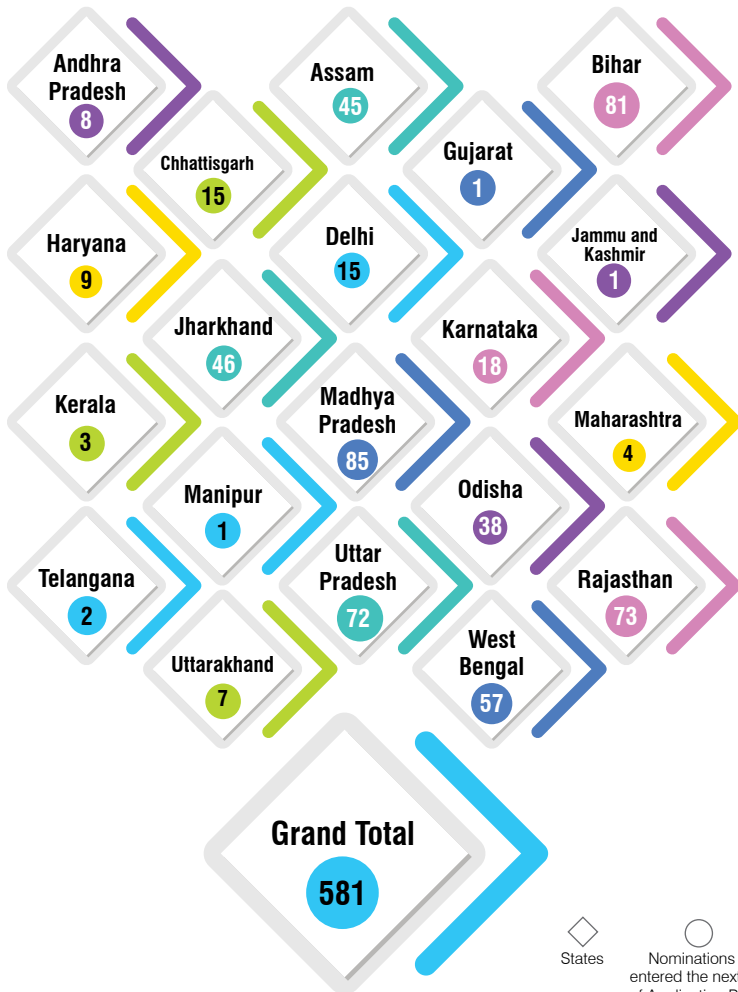 Andhra
Pradesh
8
Assam
45
Bihar
81
Chhattisgarh
15
Gujarat
1
Haryana
9
Delhi
15
Jammu and
Kashmir
1
Jharkhand
46
Karnataka
18
Kerala
3
Madhya
Pradesh
85
Maharashtra
4
Manipur
1
Odisha
38
Telangana
2
Uttar
Pradesh
72
Rajasthan
73
Uttarakhand
7
West
Bengal
57
Grand Total
581
States
Nominations
entered the next